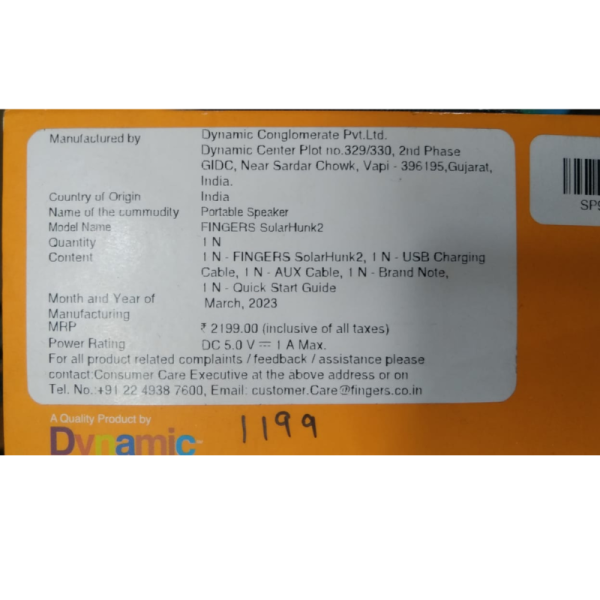 Manufactured by Dynamic Conglomerate Pvt.Ltd.
Dynamic Center Plot no.329/330, 2nd Phase
GIDC, Near Sardar Chowk, Vapi - 396195,Gujarat,
India.
Country of Origin India
Name of the commudity Portable Speaker
Model Name FINGERS SolarHunk2
Quantity 1 N
Content 1 N - FINGERS SolarHunk2, 1 N - USB Charging
Cable, 1 N - AUX Cable, 1 N - Brand Note,
1 N - Quick Start Guide
Month and Year of March, 2023
Manufacturing
MRP ₹ 2199.00 (inclusive of all taxes)
Power Rating DC 5.0 V ⎓ 1 A Max.
For all product related complaints / feedback / assistance please
contact:Consumer Care Executive at the above address or on
Tel. No.:+91 22 4938 7600, Email: customer.Care@fingers.co.in
A Quality Product by
Dynamic
1199